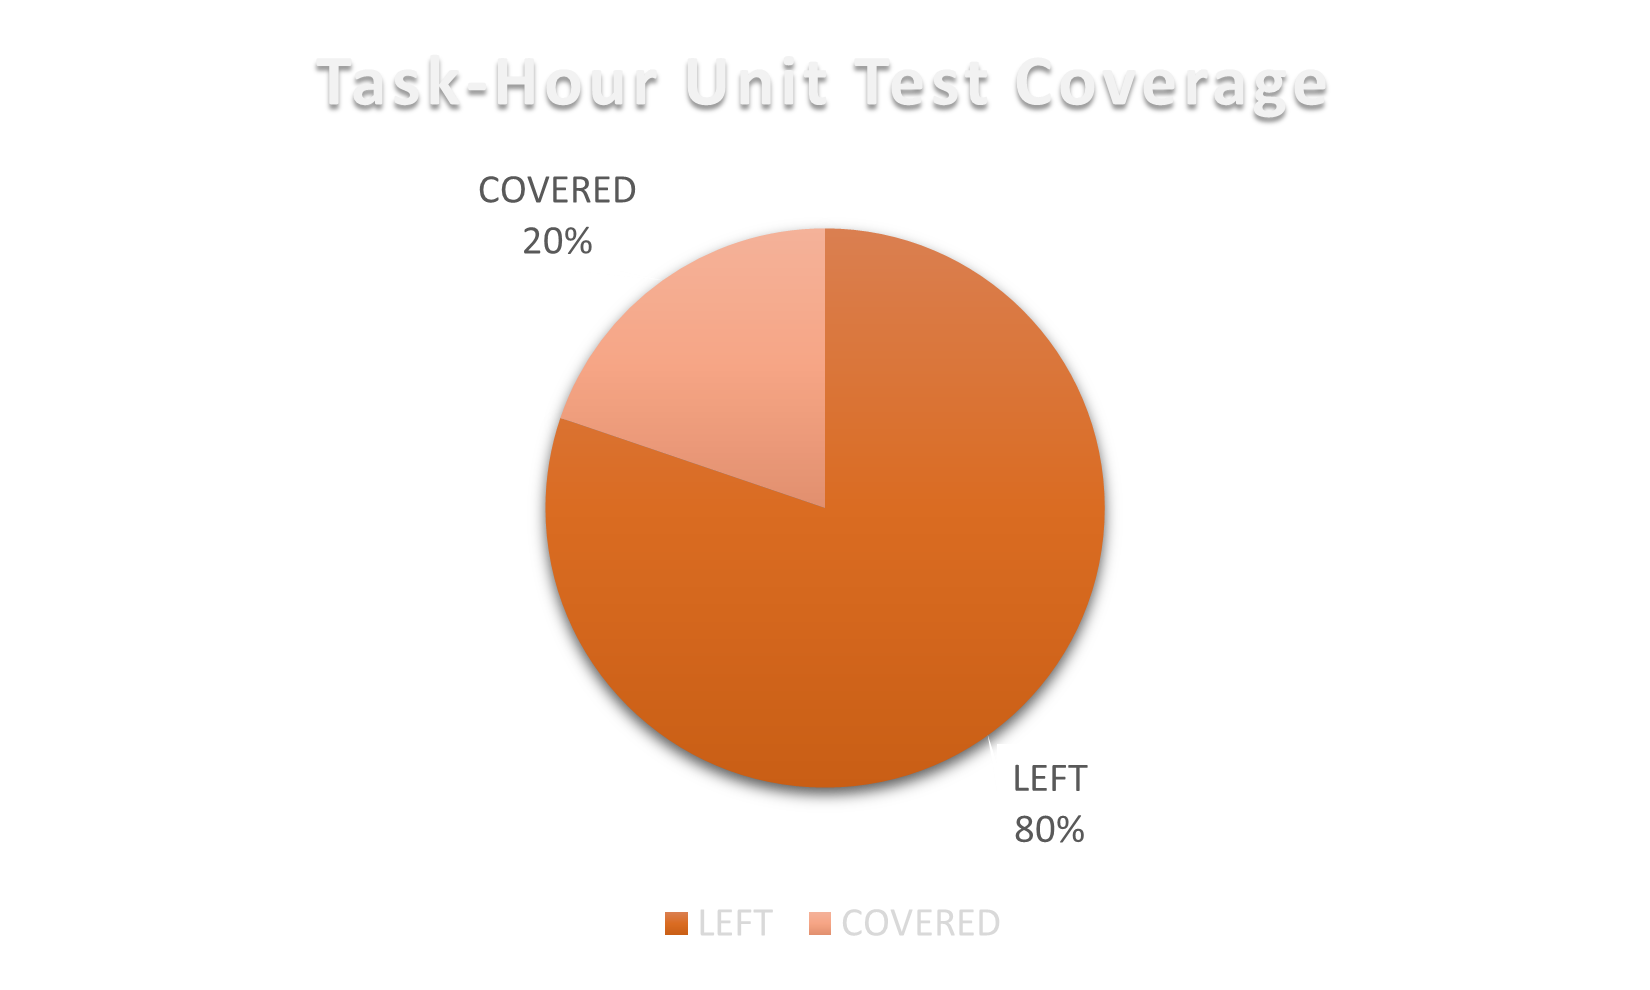 Task-Hour Unit Test Coverage
COVERED
20%
LEFT
80%
LEFT COVERED